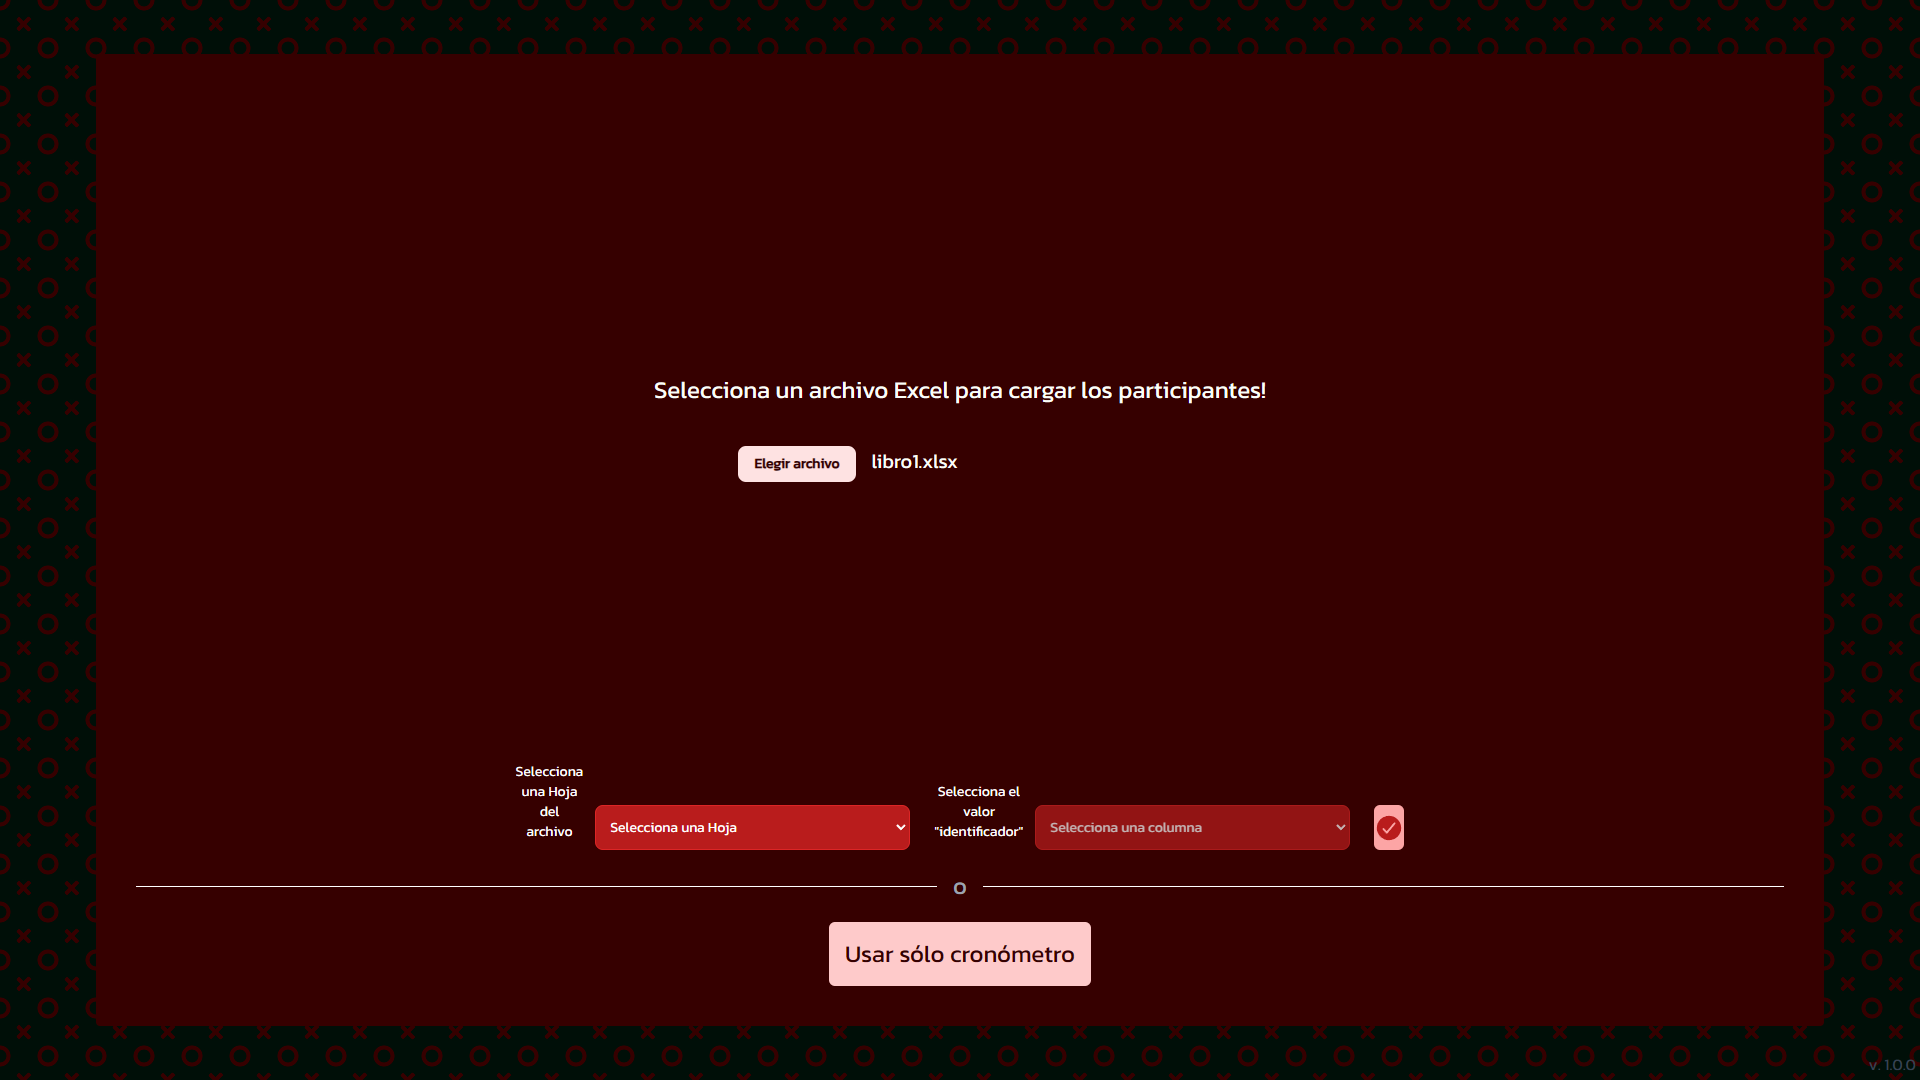 Selecciona un archivo Excel para cargar los participantes!
Elegir archivo
libro1.xlsx
Selecciona
una Hoja
del
archivo
Selecciona una Hoja
Selecciona el
valor
"identificador"
Selecciona una columna
O
Usar sólo cronómetro
v. 1.0.0